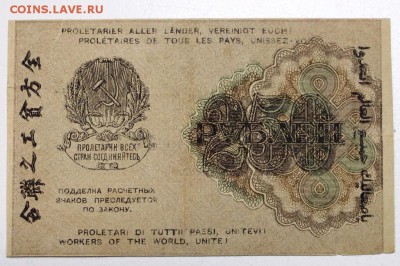 COINS.LAVE.RU
PROLETARIER ALLER LÄNDER, VEREINIGT EUCH!
PROLÉTAIRES DE TOUS LES PAYS, UNISSEZ-VOUS!
ПРОЛЕТАРИИ ВСЕХ
СТРАН СОЕДИНЯЙТЕСЬ
250
РУБЛЕЙ
ПОДДЕЛКА РАСЧЕТНЫХ
ЗНАКОВ ПРЕСЛЕДУЕТСЯ
ПО ЗАКОНУ.
PROLETARI DI TUTTI I PAESI, UNITEVI!
WORKERS OF THE WORLD, UNITE!